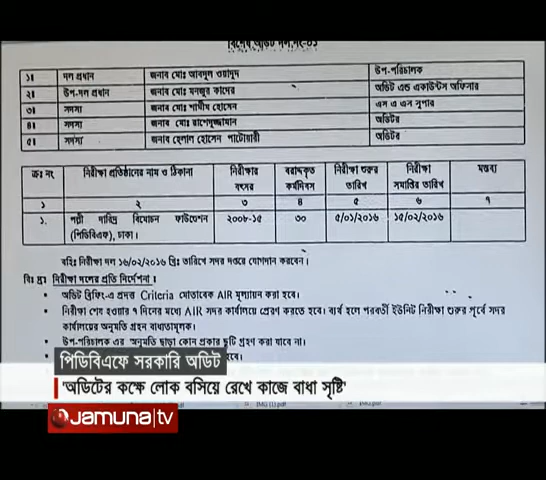 বিশেষ অডিট দল নং-০১
১। দল প্রধান জনাব মোঃ আবদুল ওয়াদুদ উপ-পরিচালক
২। উপ-দল প্রধান জনাব মোঃ মনজুর কাদের অডিট এন্ড একাউন্টস অফিসার
৩। সদস্য জনাব মোঃ শামীম হোসেন এস এ এস সুপার
৪। সদস্য জনাব মোঃ রাশেদুজ্জামান অডিটর
৫। সদস্য জনাব হেলাল হোসেন পাটোয়ারী অডিটর
ক্রঃ নং নিরীক্ষা প্রতিষ্ঠানের নাম ও ঠিকানা নিরীক্ষার বৎসর বরাদ্দকৃত কর্মদিবস নিরীক্ষা শুরুর তারিখ নিরীক্ষা সমাপ্তির তারিখ মন্তব্য
১ ২ ৩ ৪ ৫ ৬ ৭
১. পল্লী দারিদ্র বিমোচন ফাউন্ডেশন ২০০৮-১৫ ৩০ ৫/০১/২০১৬ ১৫/০২/২০১৬
(পিডিবিএফ), ঢাকা।
বহিঃ নিরীক্ষা দল ১৬/০২/২০১৬ খ্রিঃ তারিখে সদর দপ্তরে যোগদান করবেন।
বিঃ দ্রঃ নিরীক্ষা দলের প্রতি নির্দেশনা।
• অডিট ব্রিফিং-এ প্রদত্ত Criteria মোতাবেক AIR মূল্যায়ন করা হবে।
• নিরীক্ষা শেষ হওয়ার ৭ দিনের মধ্যে AIR সদর কার্যালয়ে প্রেরণ করতে হবে। ব্যর্থ হলে পরবর্তী ইউনিট নিরীক্ষা শুরুর পূর্বে সদর
কার্যালয়ের অনুমতি গ্রহণ বাধ্যতামূলক।
• উপ-পরিচালক এর অনুমতি ছাড়া কোন প্রকার ছুটি গ্রহণ করা যাবে না।
হবে।
পিডিবিএফে সরকারি অডিট
'অডিটের কক্ষে লোক বসিয়ে রেখে কাজে বাধা সৃষ্টি'
Jamuna|tv